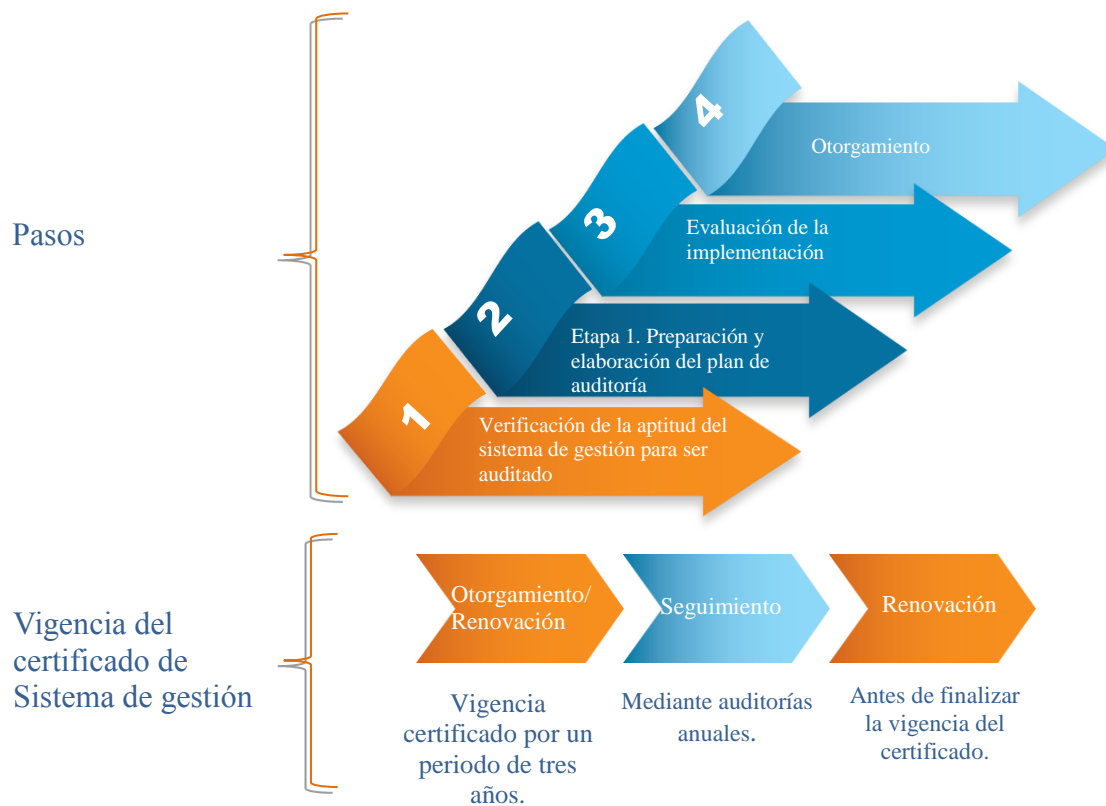 Pasos
4
Otorgamiento
3
Evaluación de la
implementación
2
Etapa 1. Preparación y
elaboración del plan de
auditoría
1
Verificación de la aptitud del
sistema de gestión para ser
auditado
Vigencia del
certificado de
Sistema de gestión
Otorgamiento/
Renovación
Vigencia
certificado por un
periodo de tres
años.
Seguimiento
Mediante auditorías
anuales.
Renovación
Antes de finalizar
la vigencia del
certificado.